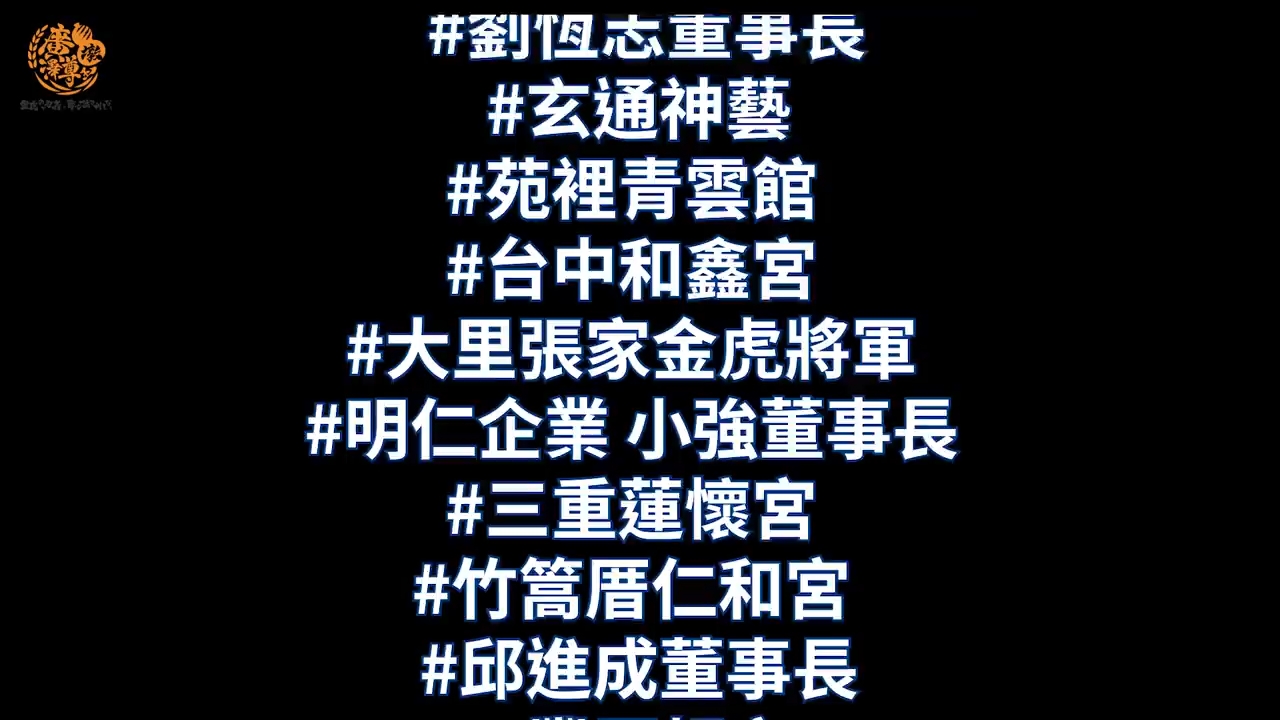 #劉恆志董事長
#玄通神藝
#苑裡青雲館
#台中和鑫宮
#大里張家金虎將軍
#明仁企業 小強董事長
#三重蓮懷宮
#竹篙厝仁和宮
#邱進成董事長